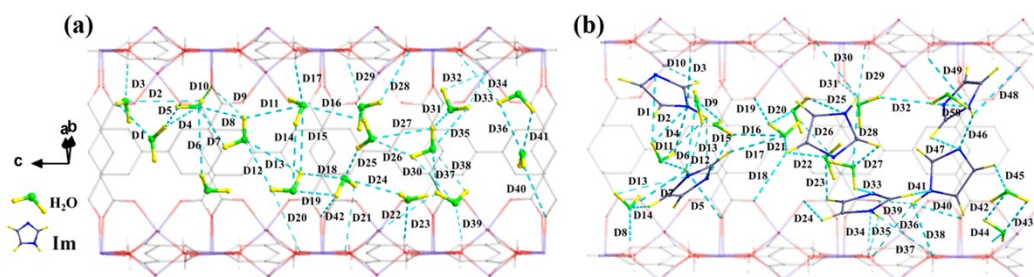 (a)
D17
D29
D32
D34
D3
D2
D10
D9
D28
D33
D5
D8
D11
D16
D31
D36
D1
D4
D14
D15
D27
D35
D41
D6
D7
D13
D25
D26
D38
D12
D18
D24
D30
D37
D40
D19
D42
D21
D22
D20
D23
D39
ab
c
H₂O
Im
(b)
D30
D10
D3
D31
D29
D49
D48
D9
D19
D20
D25
D32
D50
D1
D2
D4
D15
D16
D26
D28
D46
D11
D6
D13
D12
D21
D22
D27
D47
D17
D13
D7
D18
D23
D33
D41
D45
D14
D5
D39
D40
D42
D24
D36
D43
D8
D34
D35
D37
D38
D44